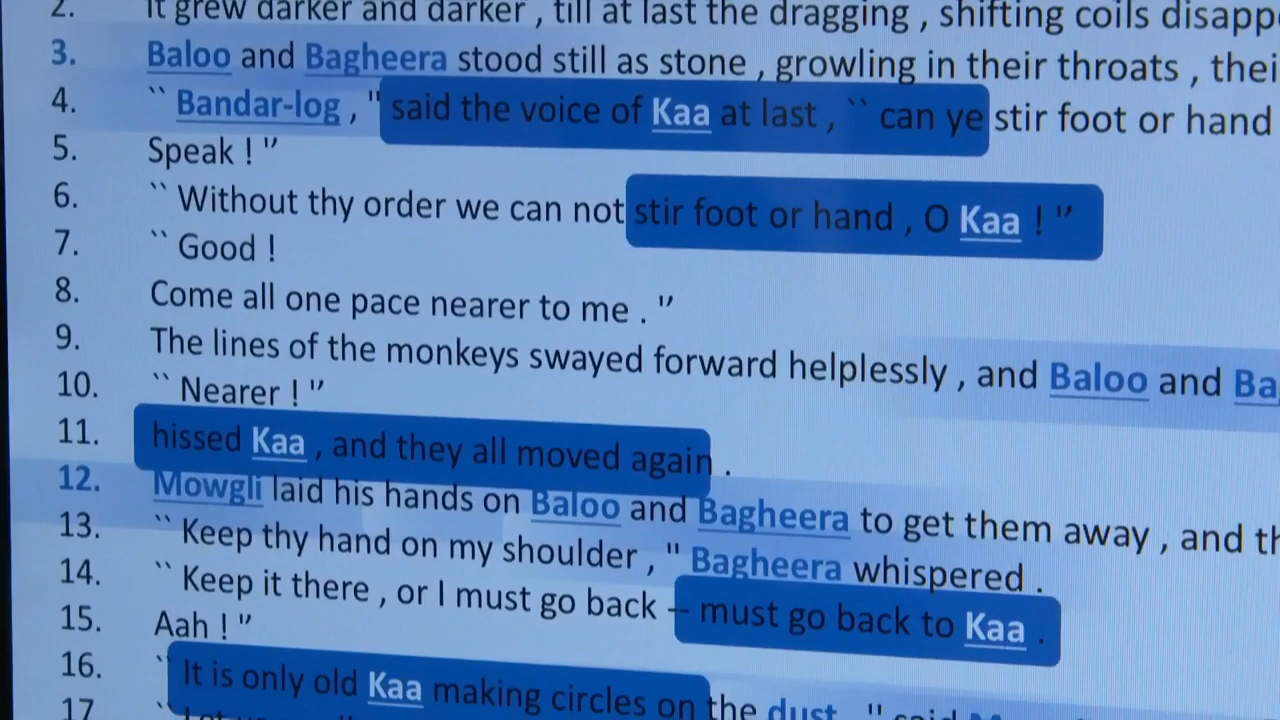 2. It grew darker and darker , till at last the dragging , shifting coils
3. Baloo and Bagheera stood still as stone , growling in their throats ,
4. `` Bandar-log , " said the voice of Kaa at last , `` can ye stir foot or hand
5. Speak ! ”
6. `` Without thy order we can not stir foot or hand , O Kaa ! ”
7. `` Good !
8. Come all one pace nearer to me . ”
9. The lines of the monkeys swayed forward helplessly , and Baloo and
10. `` Nearer ! ”
11. hissed Kaa , and they all moved again .
12. Mowgli laid his hands on Baloo and Bagheera to get them away , and
13. `` Keep thy hand on my shoulder , " Bagheera whispered .
14. `` Keep it there , or I must go back -- must go back to Kaa .
15. Aah ! ”
16. `` It is only old Kaa making circles on the dust , " said
17.